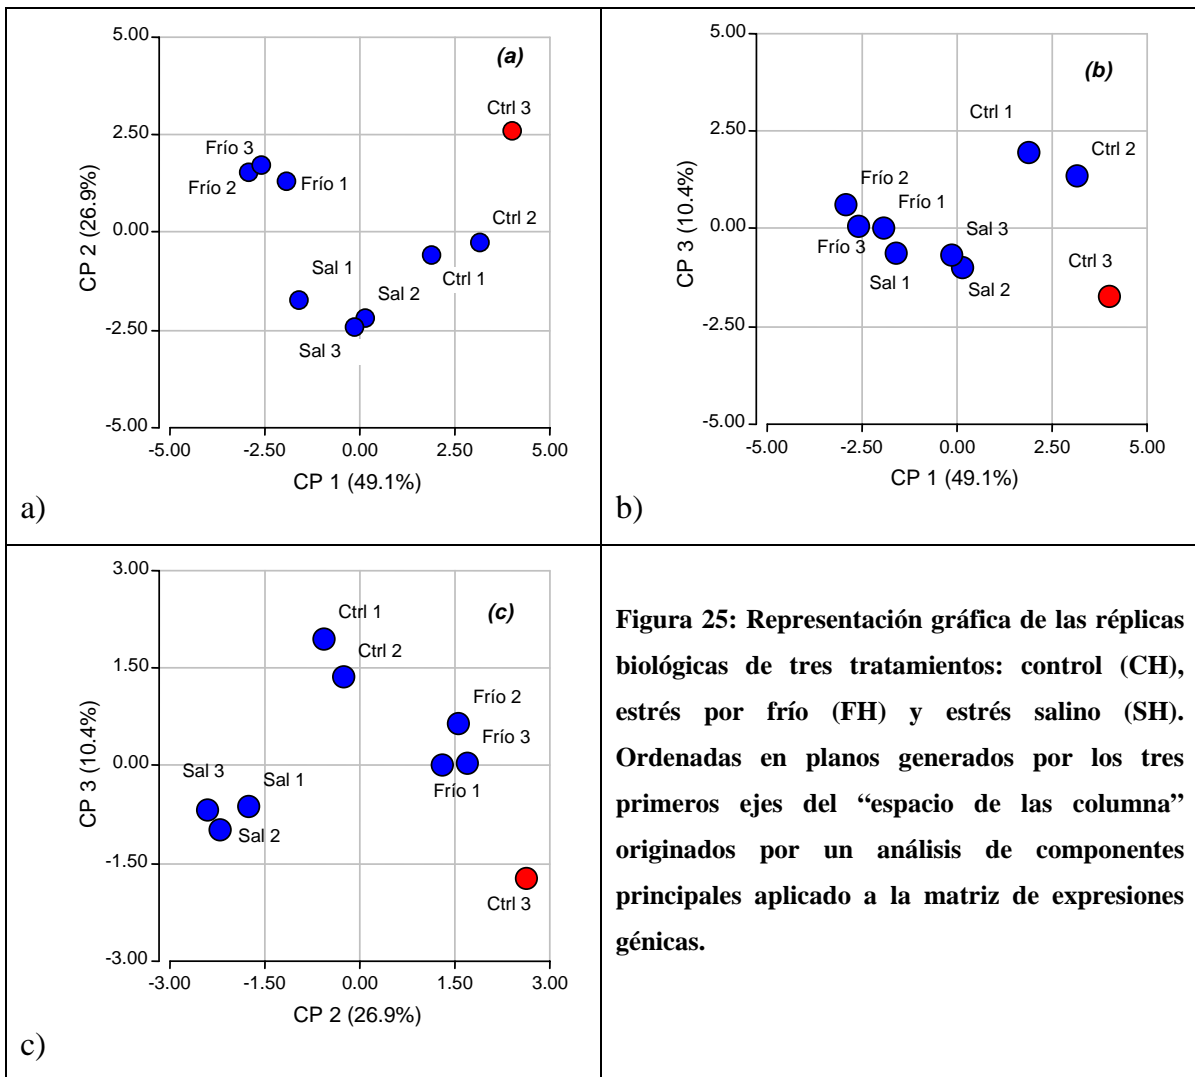 (a)
5.00
2.50
0.00
-2.50
-5.00
CP 2 (26.9%)
Ctrl 3
Frío 3
Frío 2
Frío 1
Ctrl 2
Ctrl 1
Sal 1
Sal 2
Sal 3
-5.00 -2.50 0.00 2.50 5.00
CP 1 (49.1%)
a)
(b)
5.00
2.50
0.00
-2.50
-5.00
CP 3 (10.4%)
Ctrl 1
Ctrl 2
Frío 2
Frío 1
Frío 3
Sal 3
Sal 1
Sal 2
Ctrl 3
-5.00 -2.50 0.00 2.50 5.00
CP 1 (49.1%)
b)
(c)
3.00
1.50
0.00
-1.50
-3.00
CP 3 (10.4%)
Ctrl 1
Ctrl 2
Frío 2
Frío 3
Frío 1
Sal 3
Sal 1
Sal 2
Ctrl 3
-3.00 -1.50 0.00 1.50 3.00
CP 2 (26.9%)
c)
Figura 25: Representación gráfica de las réplicas
biológicas de tres tratamientos: control (CH),
estrés por frío (FH) y estrés salino (SH).
Ordenadas en planos generados por los tres
primeros ejes del “espacio de las columna”
originados por un análisis de componentes
principales aplicado a la matriz de expresiones
génicas.